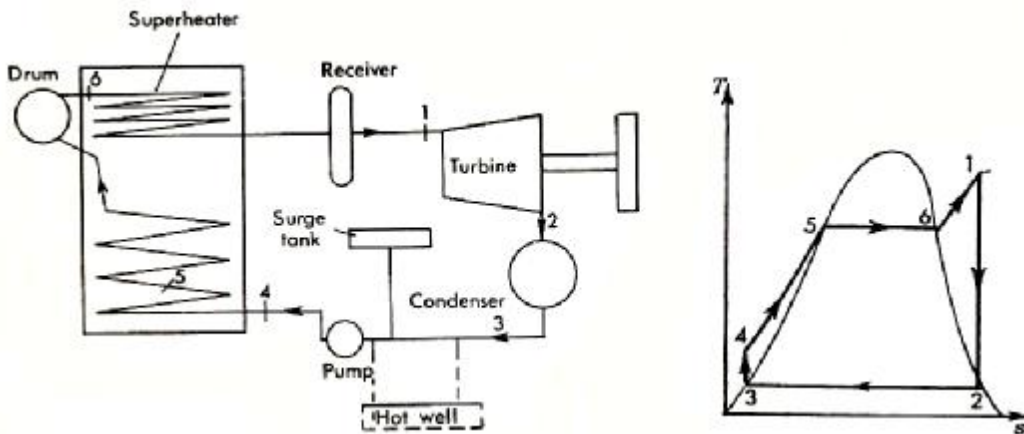 Superheater
Drum
6
Receiver
1
Turbine
2
Surge
tank
5
4
Condenser
3
Pump
Hot well
T
1
5
6
4
3
2
s